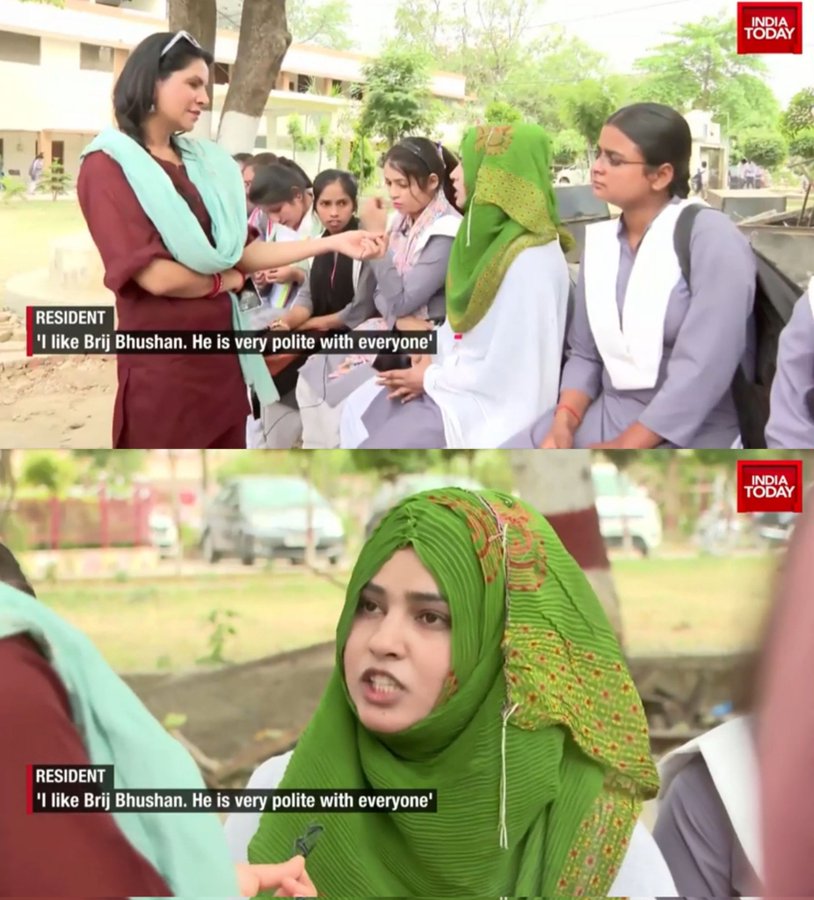 INDIA
TODAY
RESIDENT
'I like Brij Bhushan. He is very polite with everyone'
INDIA
TODAY
RESIDENT
'I like Brij Bhushan. He is very polite with everyone'